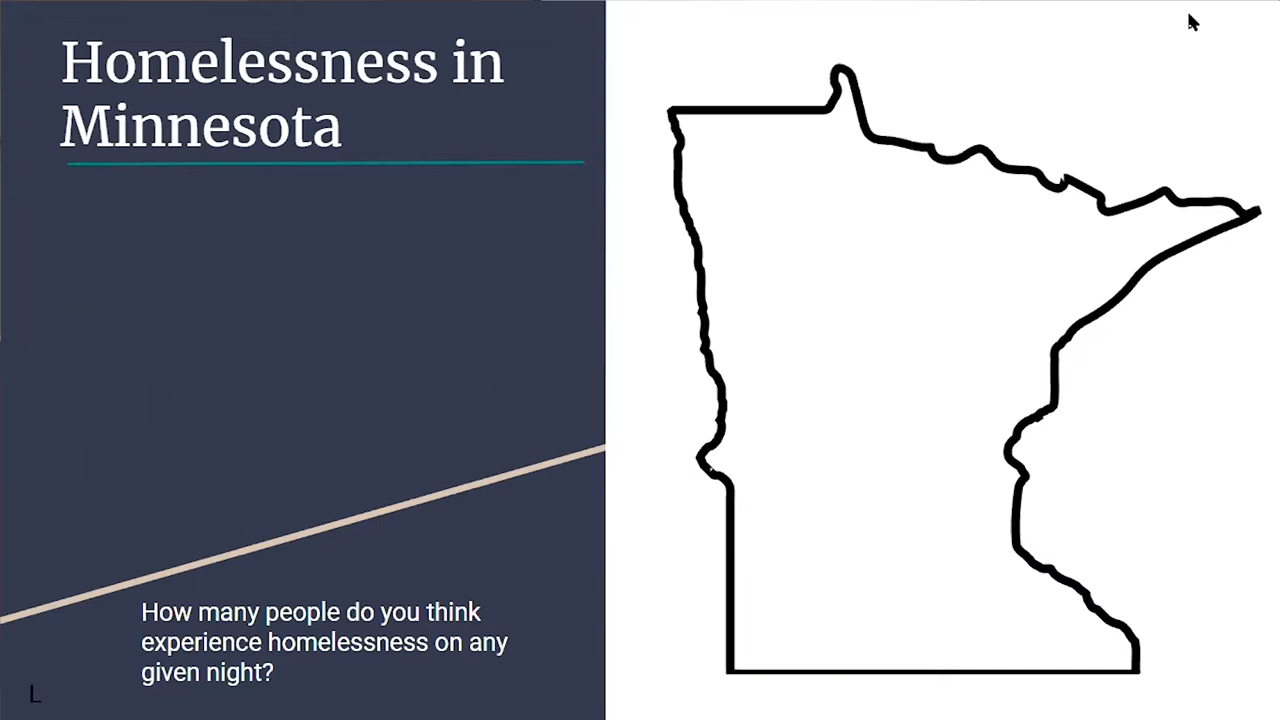 Homelessness in
Minnesota
How many people do you think
experience homelessness on any
given night?
L